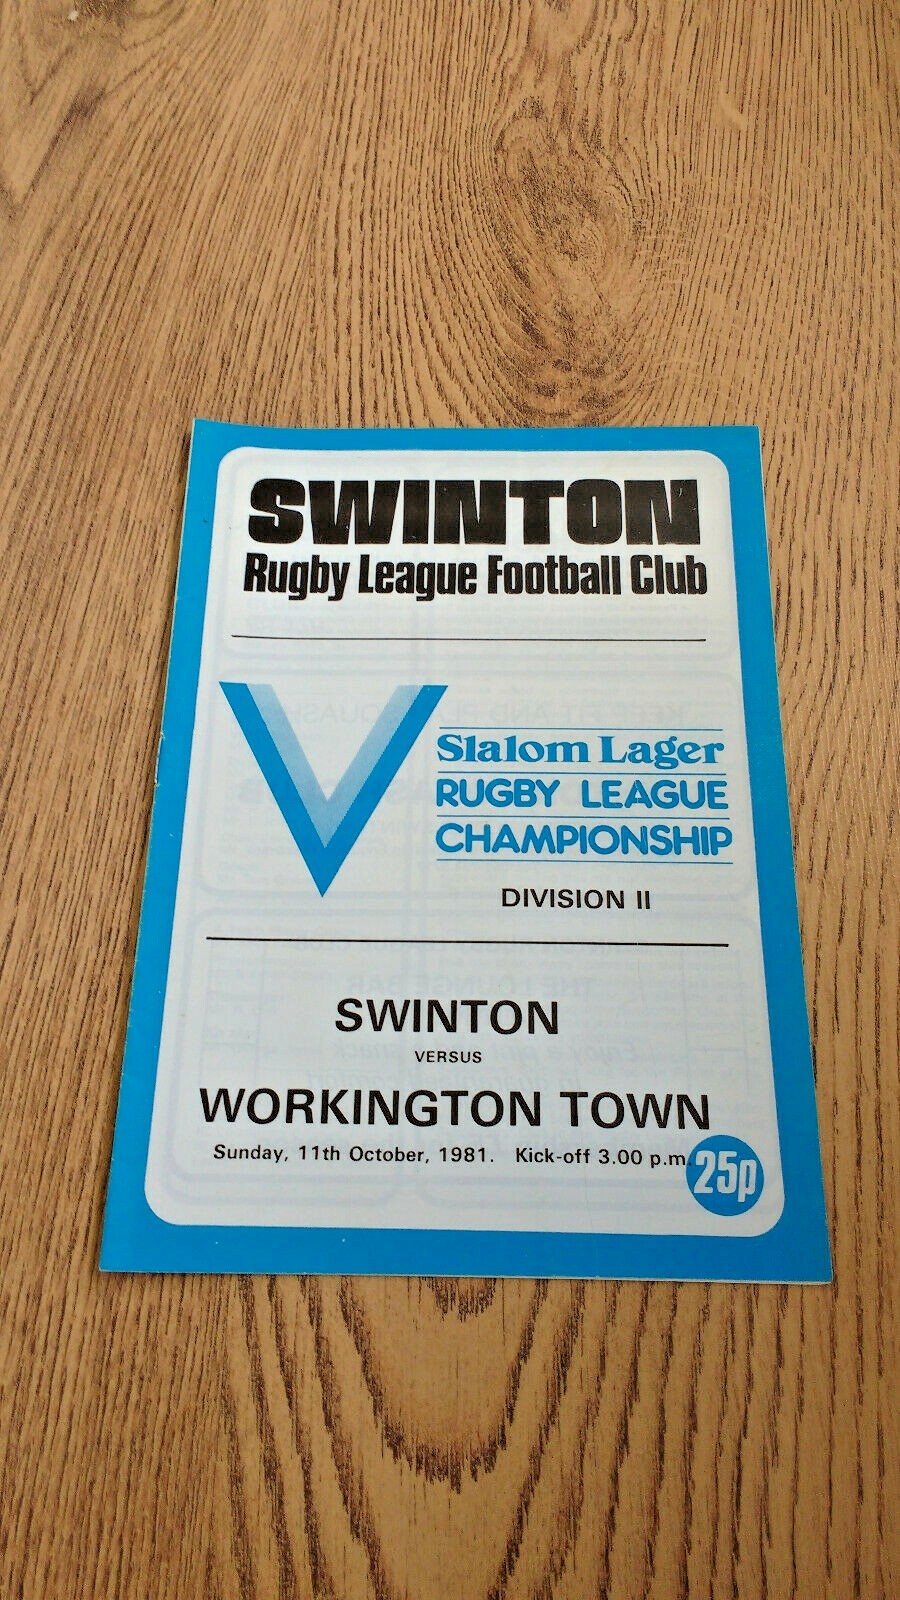 SWINTON
Rugby League Football Club
Slalom Lager
RUGBY LEAGUE
CHAMPIONSHIP
DIVISION II
SWINTON
VERSUS
WORKINGTON TOWN
Sunday, 11th October, 1981. Kick-off 3.00 p.m.
25p